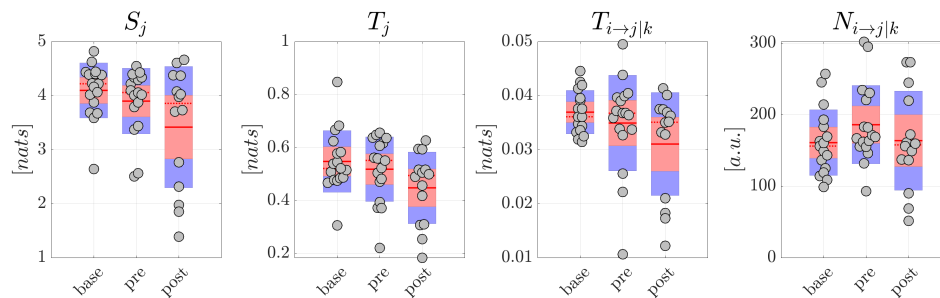 S_j
T_j
T_{i→j|k}
N_{i→j|k}
[nats]
5
4
3
2
1
base
pre
post
[nats]
1
0.8
0.6
0.4
0.2
base
pre
post
[nats]
0.05
0.04
0.03
0.02
0.01
base
pre
post
[a.u.]
300
200
100
0
base
pre
post